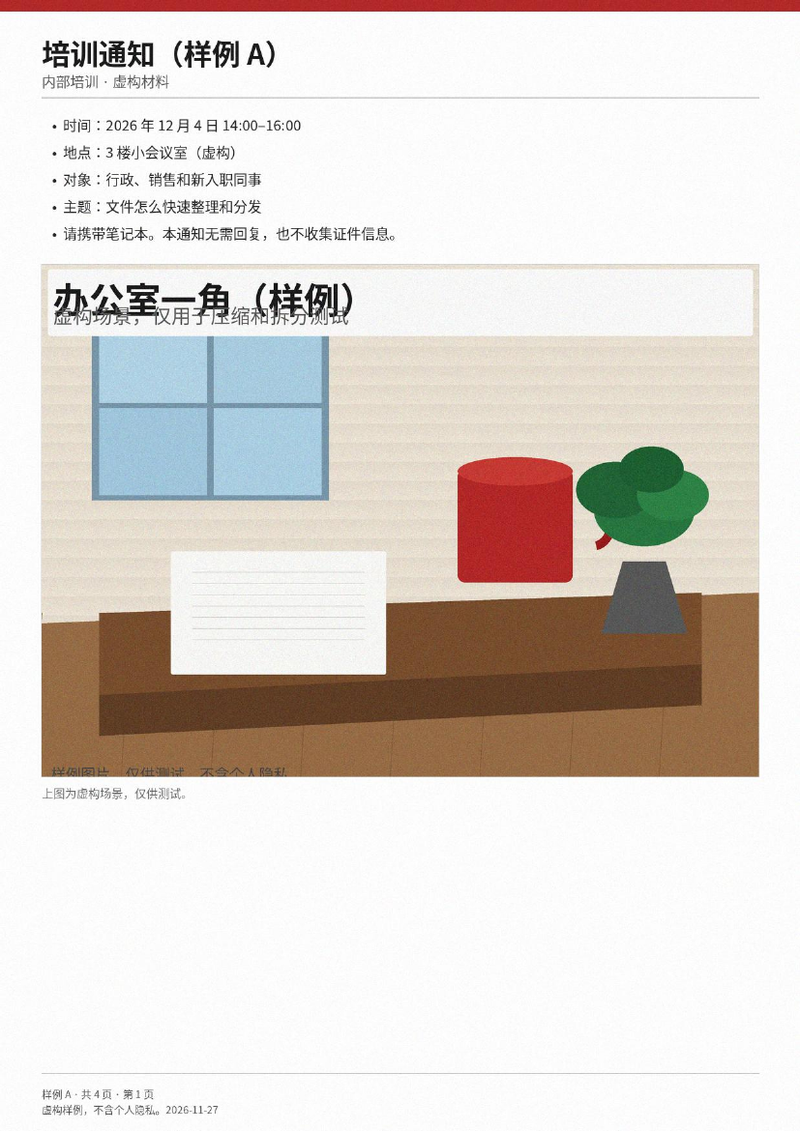 培训通知（样例 A）
内部培训 · 虚构材料
• 时间：2026 年 12 月 4 日 14:00–16:00
• 地点：3 楼小会议室（虚构）
• 对象：行政、销售和新入职同事
• 主题：文件怎么快速整理和分发
• 请携带笔记本。本通知无需回复，也不收集证件信息。
办公室一角（样例）
虚构场景，仅用于压缩和拆分测试
样例图片，仅供测试，不含个人隐私
上图为虚构场景，仅供测试。
样例 A · 共 4 页 · 第 1 页
虚构样例，不含个人隐私。2026-11-27